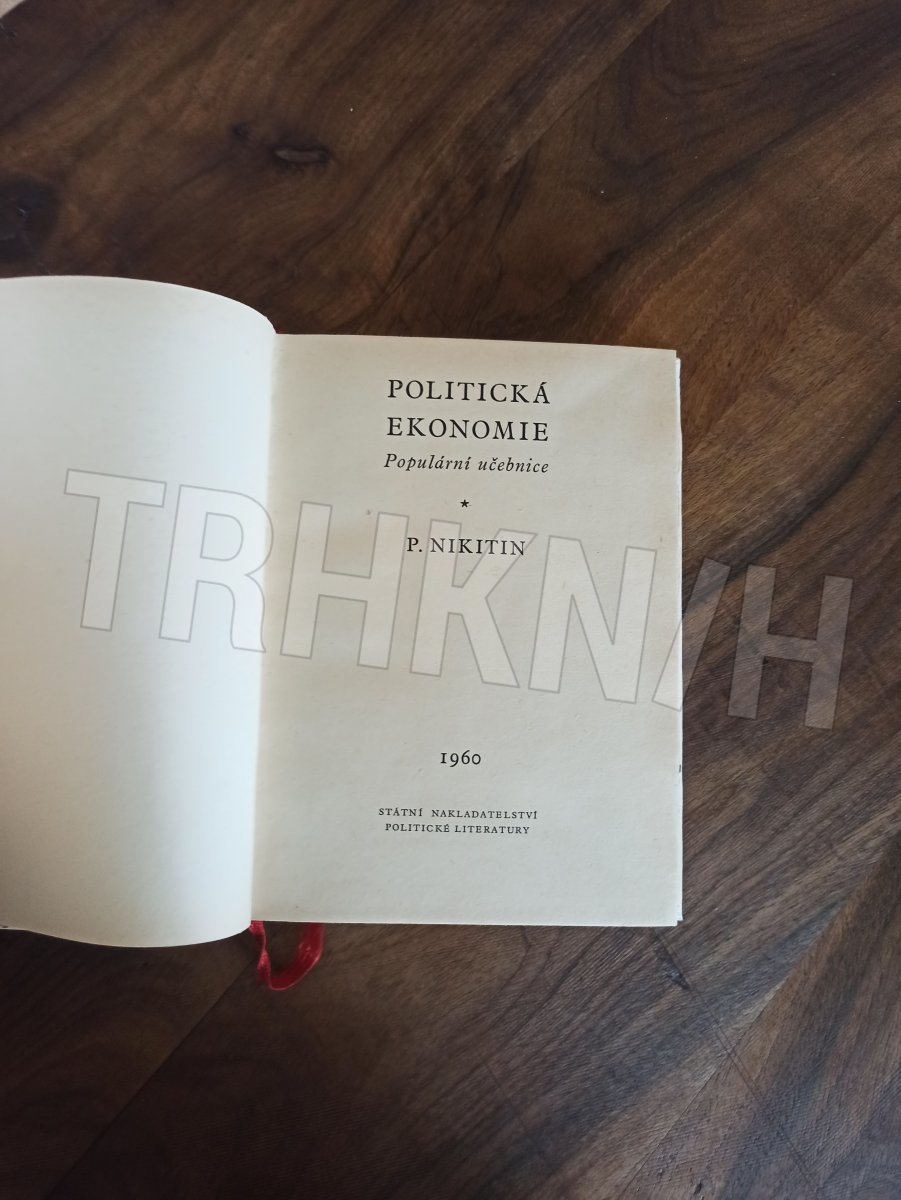 POLITICKÁ
EKONOMIE
Populární učebnice
P. NIKITIN
TRHKNIH
1960
STÁTNÍ NAKLADATELSTVÍ
POLITICKÉ LITERATURY